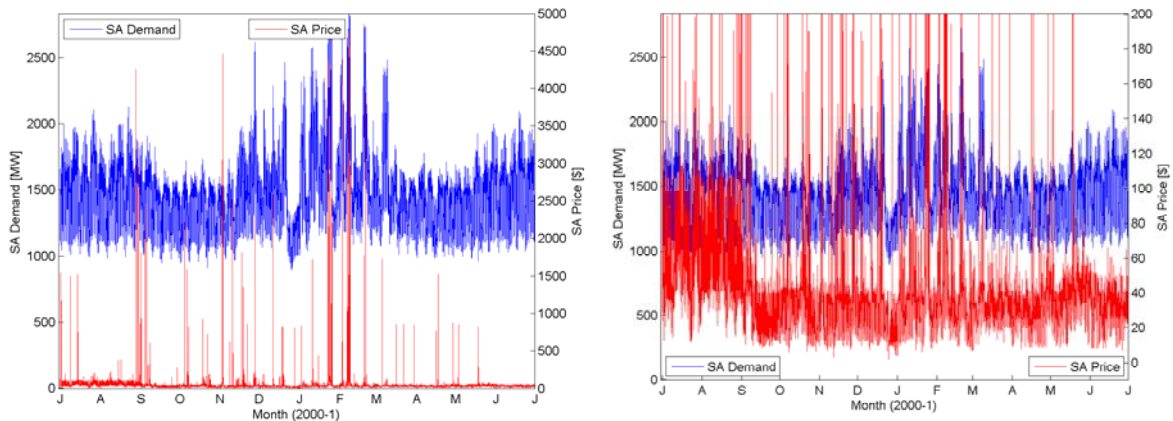 SA Demand
SA Price
SA Demand [MW]
2500
2000
1500
1000
500
0
5000
4500
4000
3500
3000
2500
2000
1500
1000
500
0
SA Price [$]
J A S O N D J F M A M J J
Month (2000-1)
SA Demand [MW]
2500
2000
1500
1000
500
0
200
180
160
140
120
100
80
60
40
20
0
SA Price [$]
SA Demand
SA Price
J A S O N D J F M A M J J
Month (2000-1)